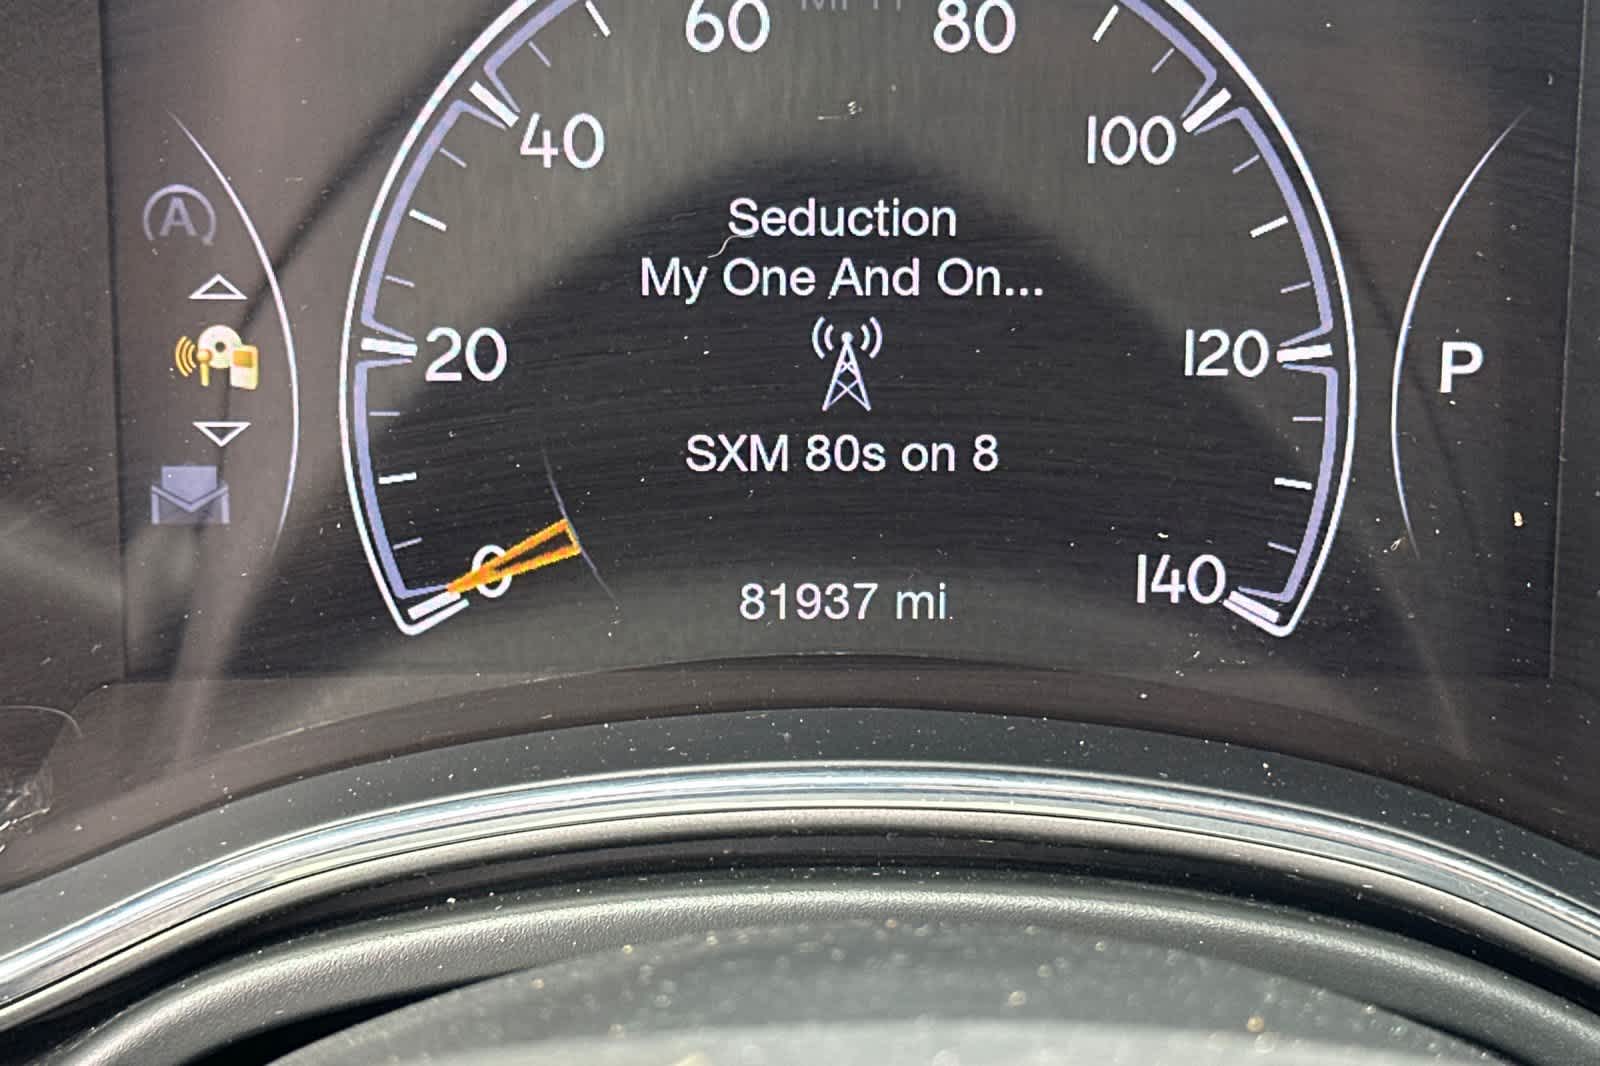 MPH
60
80
40
100
A
Seduction
My One And On...
20
120
P
SXM 80s on 8
0
140
81937 mi